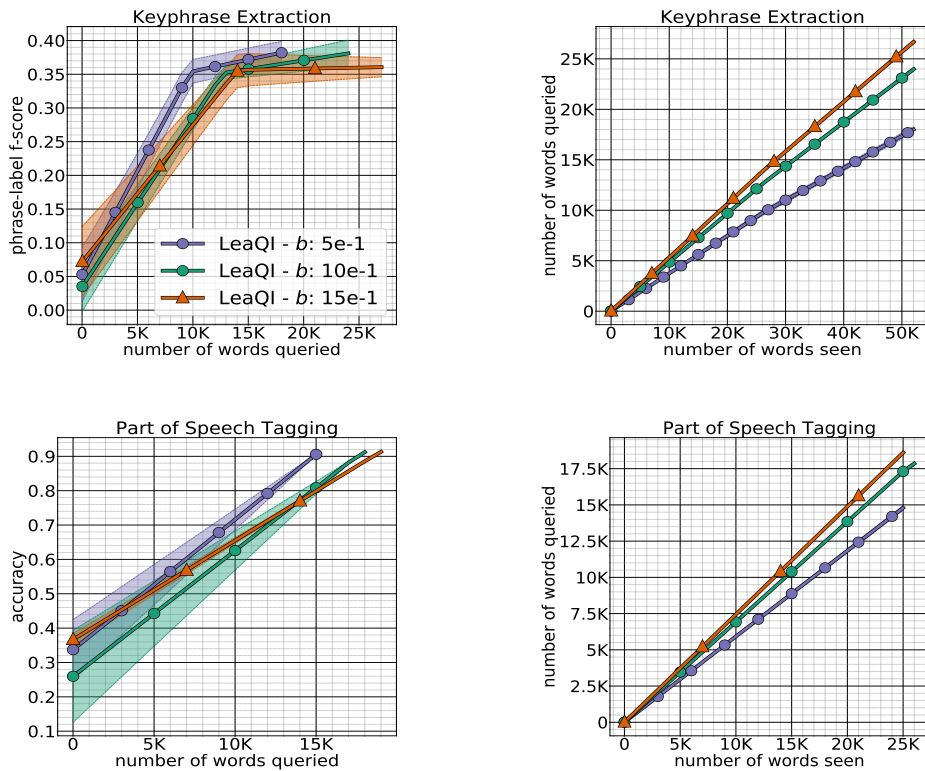 Keyphrase Extraction
0.40
0.35
0.30
0.25
0.20
0.15
0.10
0.05
0.00
phrase-label f-score
LeaQI - b: 5e-1
LeaQI - b: 10e-1
LeaQI - b: 15e-1
0 5K 10K 15K 20K 25K
number of words queried
Keyphrase Extraction
25K
20K
15K
10K
5K
0
number of words queried
0 10K 20K 30K 40K 50K
number of words seen
Part of Speech Tagging
0.9
0.8
0.7
0.6
0.5
0.4
0.3
0.2
0.1
accuracy
0 5K 10K 15K
number of words queried
Part of Speech Tagging
17.5K
15K
12.5K
10K
7.5K
5K
2.5K
0
number of words queried
0 5K 10K 15K 20K 25K
number of words seen